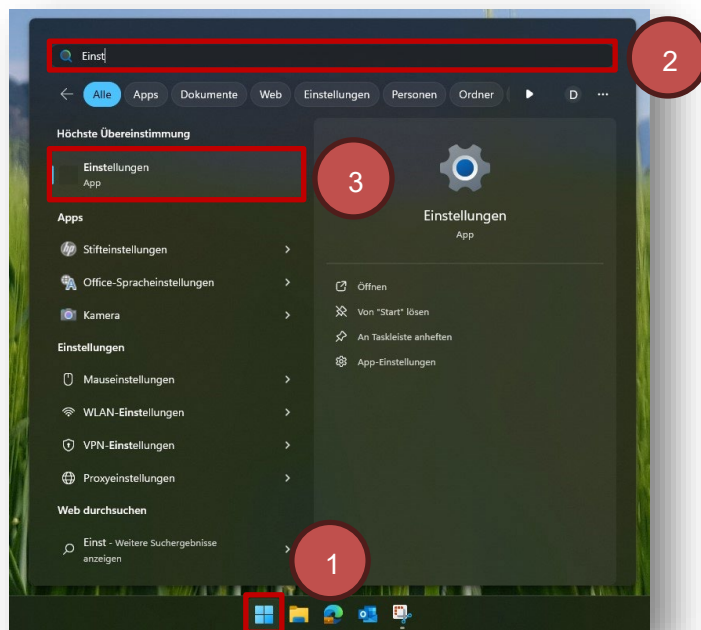 Einst
Alle Apps Dokumente Web Einstellungen Personen Ordner D ...
2
Höchste Übereinstimmung
Einstellungen
App
3
Apps
Stifteinstellungen
Office-Spracheinstellungen
Kamera
Einstellungen
Mauseinstellungen
WLAN-Einstellungen
VPN-Einstellungen
Proxyeinstellungen
Web durchsuchen
Einst - Weitere Suchergebnisse
anzeigen
Einstellungen
App
Öffnen
Von "Start" lösen
An Taskleiste anheften
App-Einstellungen
1
hp